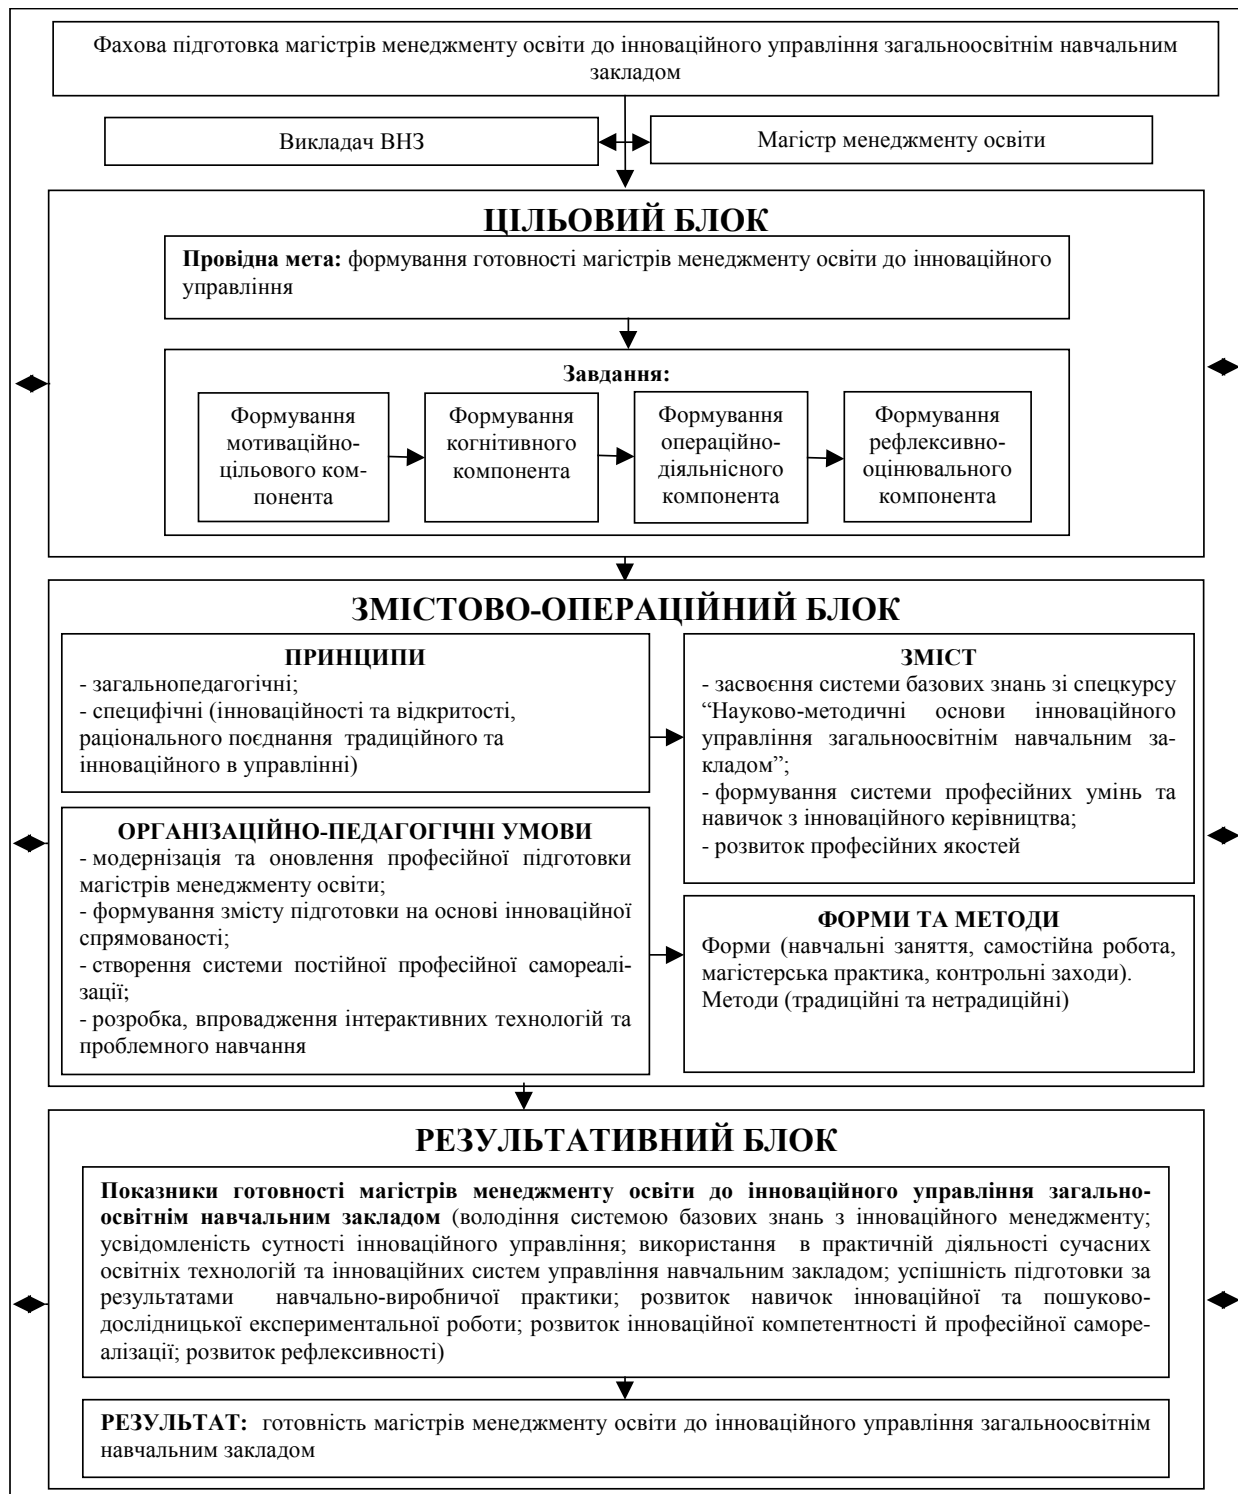 Фахова підготовка магістрів менеджменту освіти до інноваційного управління загальноосвітнім навчальним
закладом
Викладач ВНЗ
Магістр менеджменту освіти
ЦІЛЬОВИЙ БЛОК
Провідна мета: формування готовності магістрів менеджменту освіти до інноваційного
управління
Завдання:
Формування
мотиваційно-
цільового ком-
понента
Формування
когнітивного
компонента
Формування
операційно-
діяльнісного
компонента
Формування
рефлексивно-
оцінювального
компонента
ЗМІСТОВО-ОПЕРАЦІЙНИЙ БЛОК
ПРИНЦИПИ
- загальнопедагогічні;
- специфічні (інноваційності та відкритості,
раціонального поєднання традиційного та
інноваційного в управлінні)
ЗМІСТ
- засвоєння системи базових знань зі спецкурсу
“Науково-методичні основи інноваційного
управління загальноосвітнім навчальним за-
кладом”;
- формування системи професійних умінь та
навичок з інноваційного керівництва;
- розвиток професійних якостей
ОРГАНІЗАЦІЙНО-ПЕДАГОГІЧНІ УМОВИ
- модернізація та оновлення професійної підготовки
магістрів менеджменту освіти;
- формування змісту підготовки на основі інноваційної
спрямованості;
- створення системи постійної професійної самореалі-
зації;
- розробка, впровадження інтерактивних технологій та
проблемного навчання
ФОРМИ ТА МЕТОДИ
Форми (навчальні заняття, самостійна робота,
магістерська практика, контрольні заходи).
Методи (традиційні та нетрадиційні)
РЕЗУЛЬТАТИВНИЙ БЛОК
Показники готовності магістрів менеджменту освіти до інноваційного управління загально-
освітнім навчальним закладом (володіння системою базових знань з інноваційного менеджменту;
усвідомленість сутності інноваційного управління; використання в практичній діяльності сучасних
освітніх технологій та інноваційних систем управління навчальним закладом; успішність підготовки за
результатами навчально-виробничої практики; розвиток навичок інноваційної та пошуково-
дослідницької експериментальної роботи; розвиток інноваційної компетентності й професійної саморе-
алізації; розвиток рефлексивності)
РЕЗУЛЬТАТ: готовність магістрів менеджменту освіти до інноваційного управління загальноосвітнім
навчальним закладом